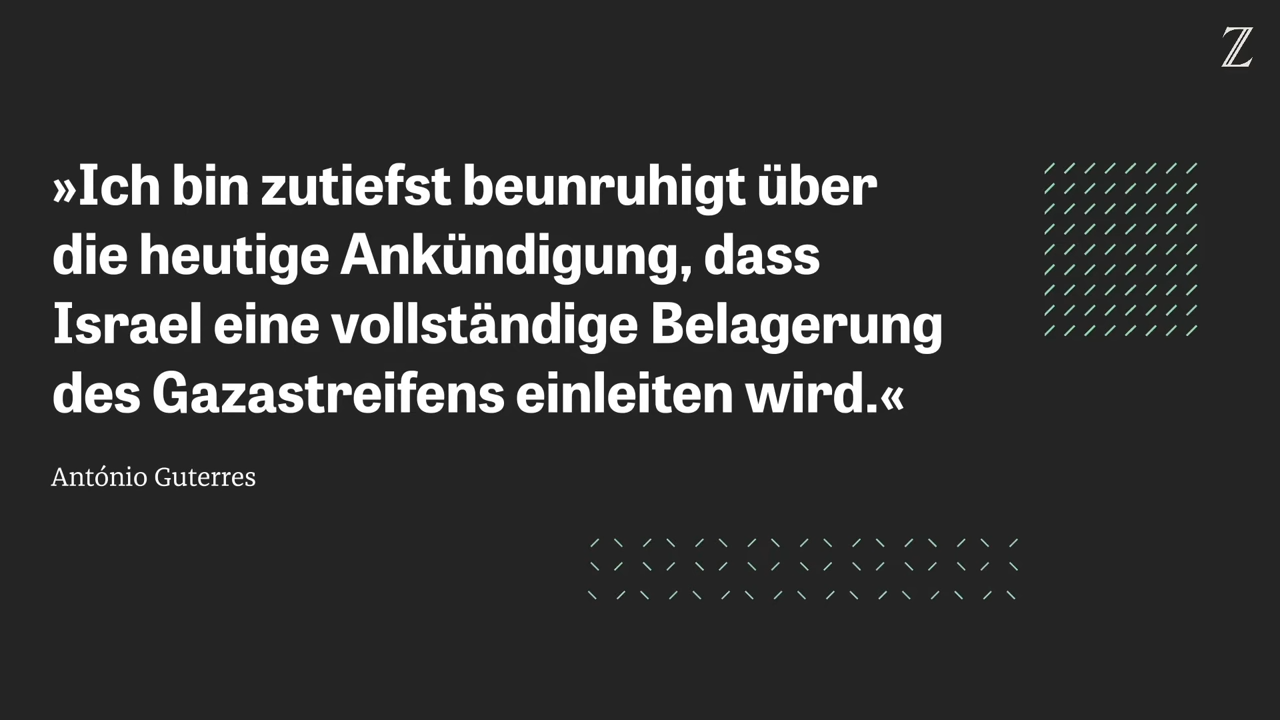 Z
»Ich bin zutiefst beunruhigt über
die heutige Ankündigung, dass
Israel eine vollständige Belagerung
des Gazastreifens einleiten wird.«
António Guterres